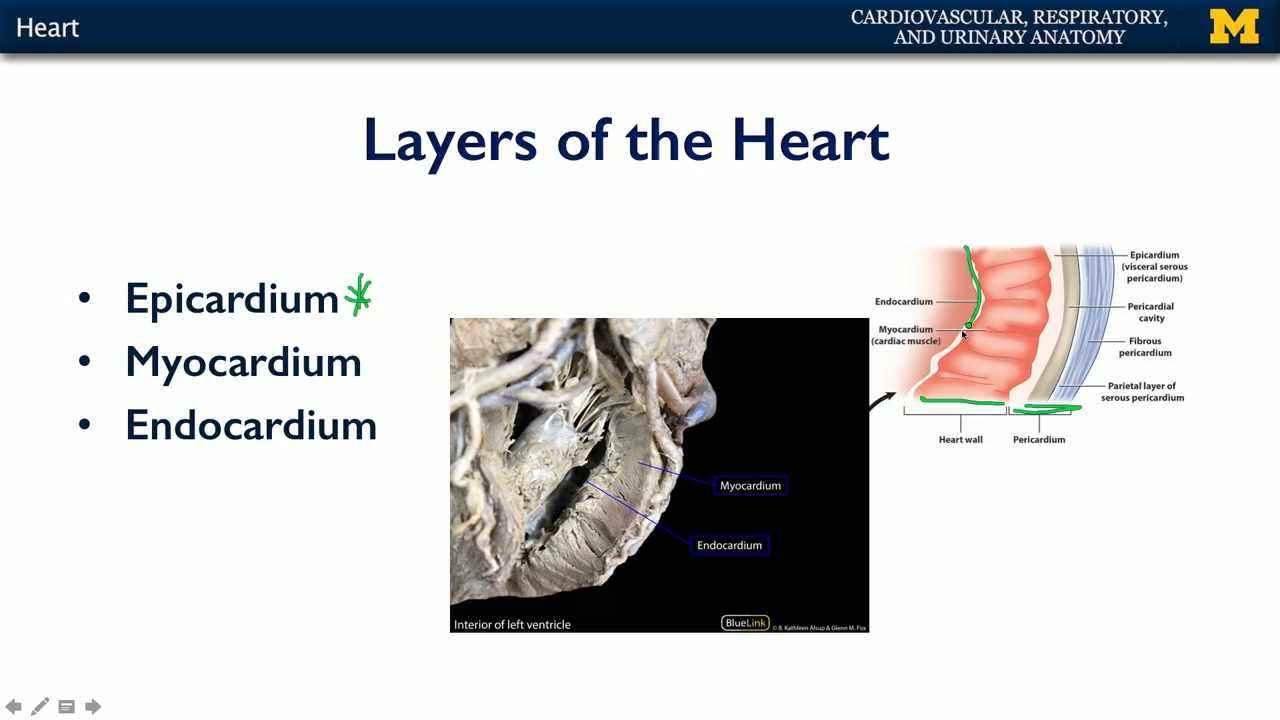 Heart
CARDIOVASCULAR, RESPIRATORY,
AND URINARY ANATOMY
M
Layers of the Heart
• Epicardium
• Myocardium
• Endocardium
Myocardium
Endocardium
Interior of left ventricle
BlueLink
© B. Kathleen Alsup & Glenn M. Fox
Endocardium
Myocardium
(cardiac muscle)
Epicardium
(visceral serous
pericardium)
Pericardial
cavity
Fibrous
pericardium
Parietal layer of
serous pericardium
Heart wall
Pericardium